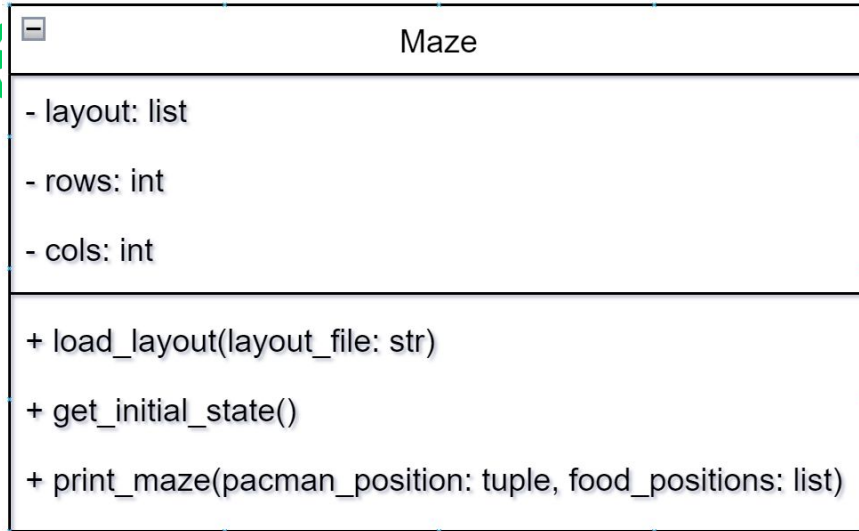 Maze
- layout: list
- rows: int
- cols: int
+ load_layout(layout_file: str)
+ get_initial_state()
+ print_maze(pacman_position: tuple, food_positions: list)